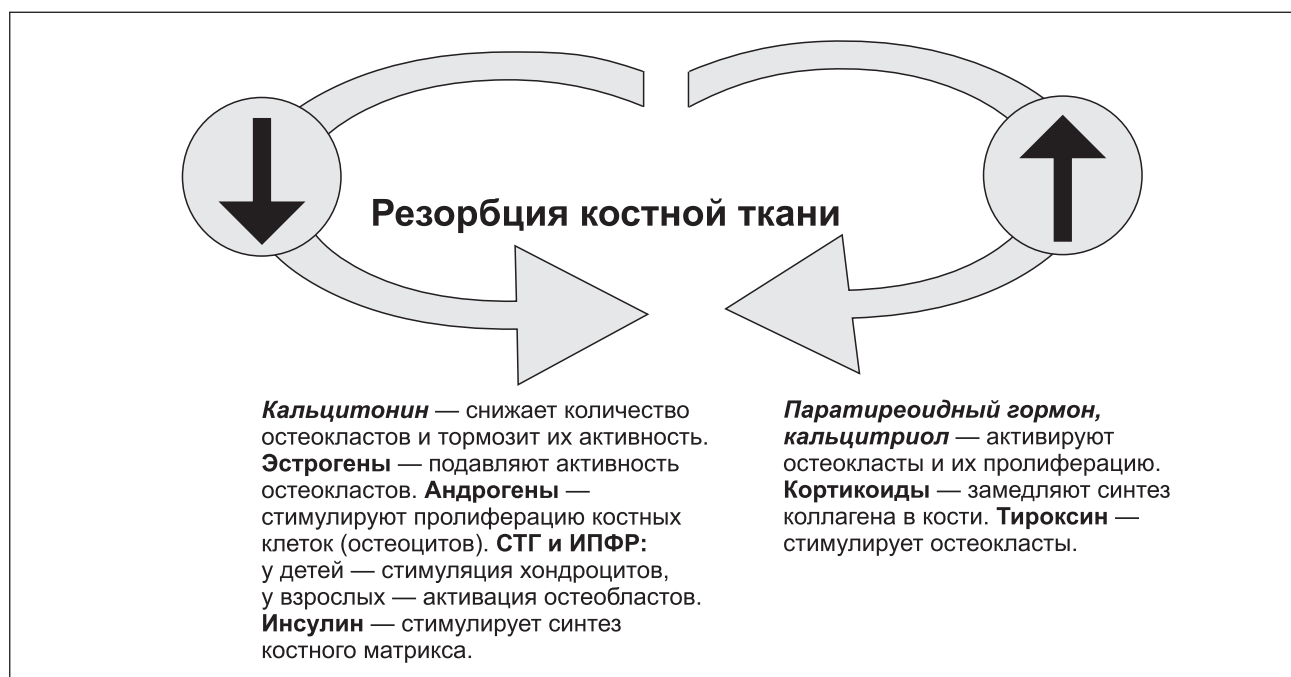 Резорбция костной ткани
Кальцитонин — снижает количество
остеокластов и тормозит их активность.
Эстрогены — подавляют активность
остеокластов. Андрогены —
стимулируют пролиферацию костных
клеток (остеоцитов). СТГ и ИПФР:
у детей — стимуляция хондроцитов,
у взрослых — активация остеобластов.
Инсулин — стимулирует синтез
костного матрикса.
Паратиреоидный гормон,
кальцитриол — активируют
остеокласты и их пролиферацию.
Кортикоиды — замедляют синтез
коллагена в кости. Тироксин —
стимулирует остеокласты.